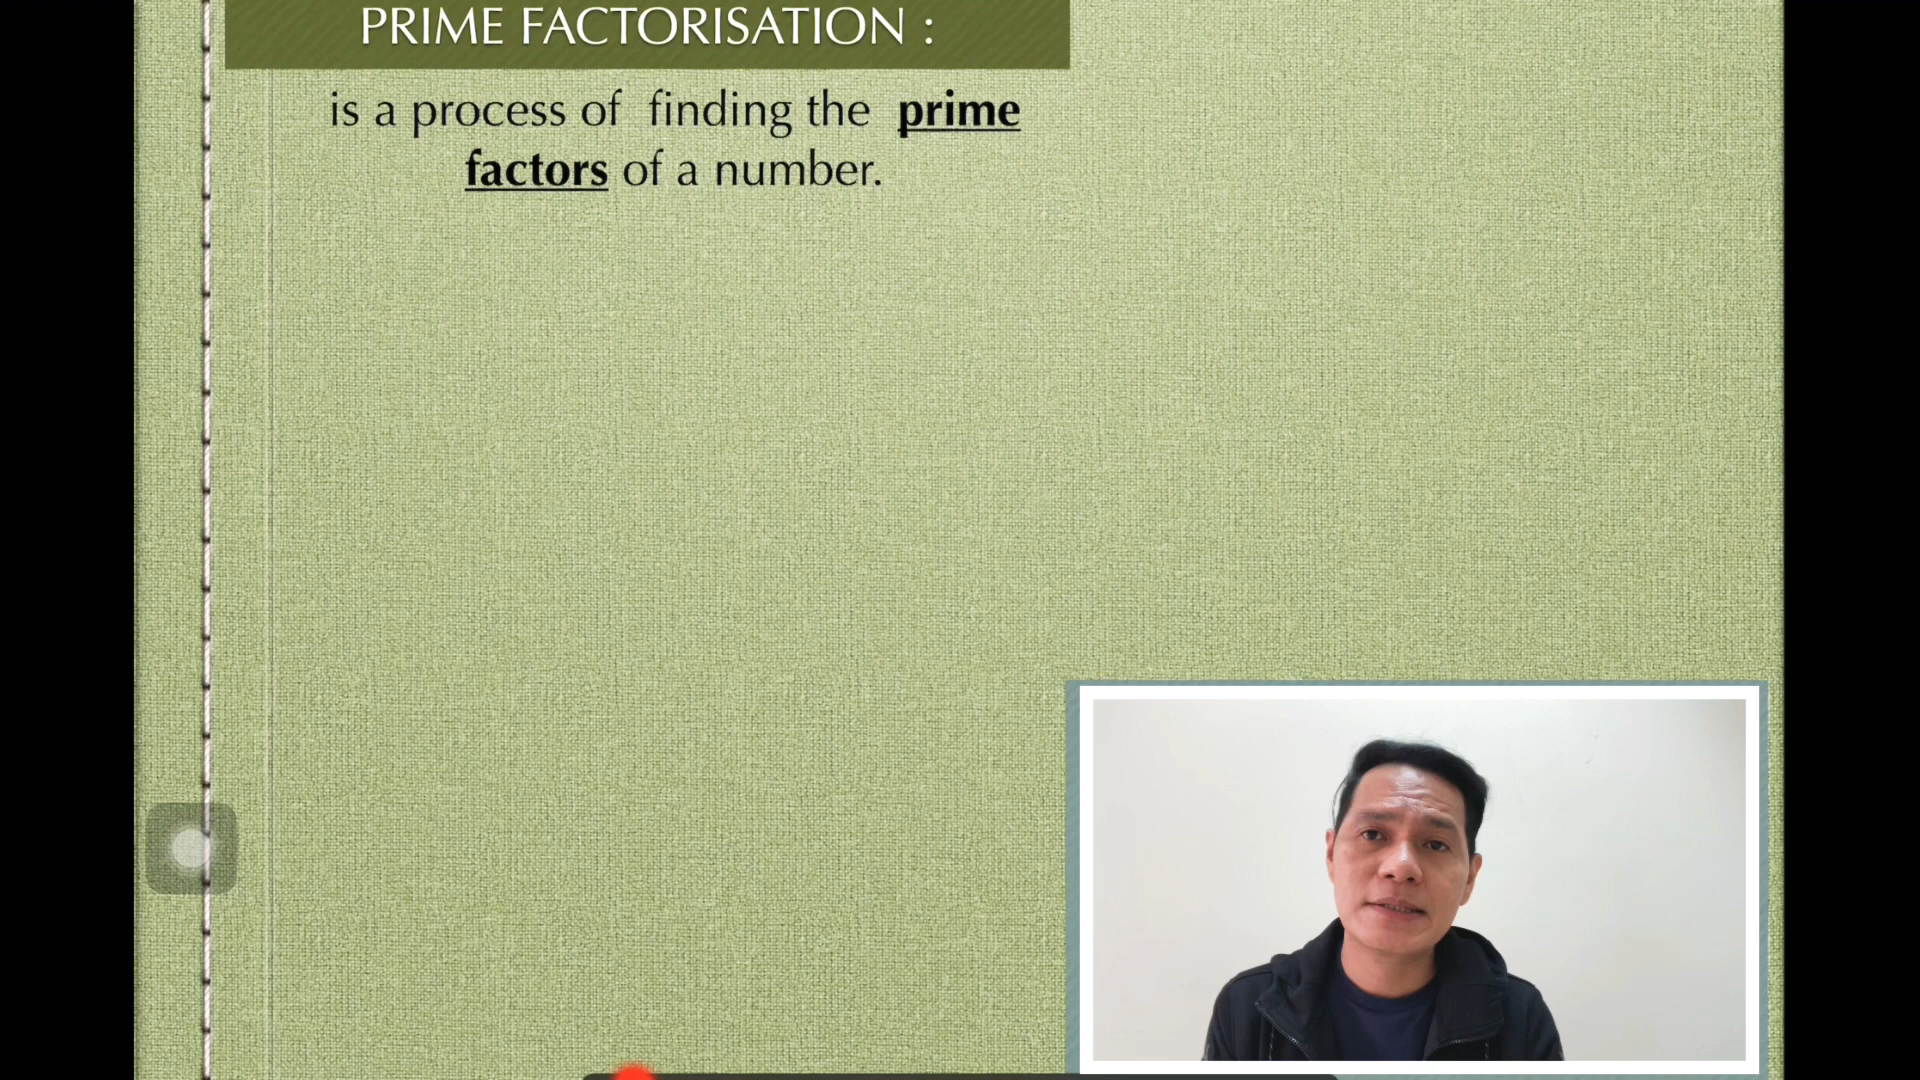 PRIME FACTORISATION :
is a process of finding the prime
factors of a number.